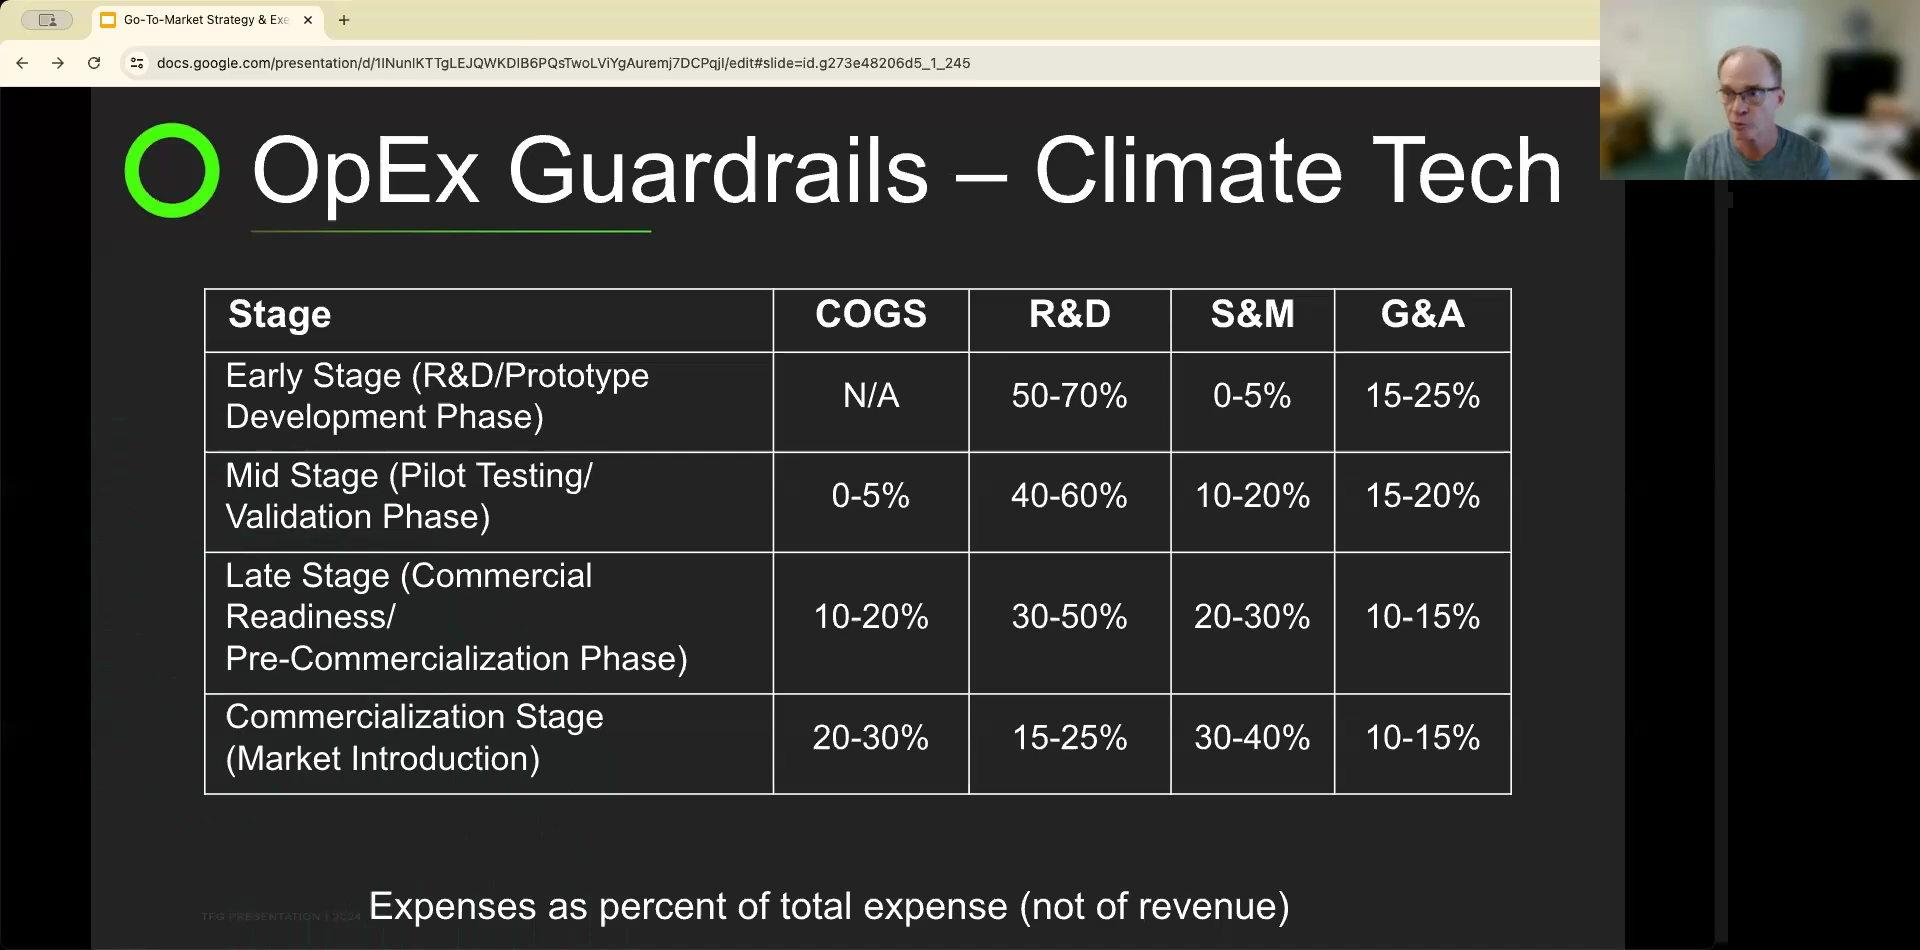 Go-To-Market Strategy & Exe
docs.google.com/presentation/d/1INunlKTTgLEJQWKDIB6PQsTwoLViYgAuremj7DCPqjI/edit#slide=id.g273e48206d5_1_245
OpEx Guardrails – Climate Tech
Stage COGS R&D S&M G&A
Early Stage (R&D/Prototype
Development Phase) N/A 50-70% 0-5% 15-25%
Mid Stage (Pilot Testing/
Validation Phase) 0-5% 40-60% 10-20% 15-20%
Late Stage (Commercial
Readiness/ 10-20% 30-50% 20-30% 10-15%
Pre-Commercialization Phase)
Commercialization Stage
(Market Introduction) 20-30% 15-25% 30-40% 10-15%
TFG PRESENTATION | 2024
Expenses as percent of total expense (not of revenue)